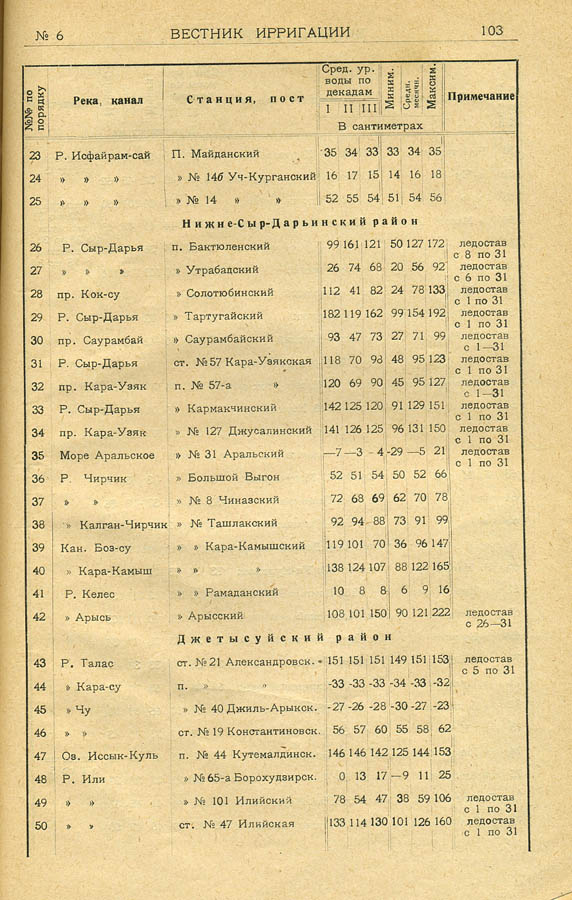 № 6 ВЕСТНИК ИРРИГАЦИИ 103
№№ по порядку Река, канал Станция, пост Сред. ур. воды по декадам I II III Миним. Средн. месячн. Максим. Примечание
В сантиметрах
23 Р. Исфайрам-сай П. Майданский 35 34 33 33 34 35
24 » » » » № 14б Уч-Курганский 16 17 15 14 16 18
25 » » » » № 14 » » 52 55 54 51 54 56
Нижне-Сыр-Дарьинский район
26 Р. Сыр-Дарья п. Бактюленский 99 161 121 50 127 172 ледостав
с 8 по 31
27 » » » » Утрабадский 26 74 68 20 56 92 ледостав
с 6 по 31
28 пр. Кок-су » Солотюбинский 112 41 82 24 78 133 ледостав
с 1 по 31
29 Р. Сыр-Дарья » Тартугайский 182 119 162 99 154 192 ледостав
с 1 по 31
30 пр. Саурамбай » Саурамбайский 93 47 73 27 71 99 ледостав
с 1—31
31 Р. Сыр-Дарья ст. № 57 Кара-Узякская 118 70 98 48 95 123 ледостав
с 1 по 31
32 пр. Кара-Узяк п. № 57-а » 120 69 90 45 95 127 ледостав
с 1—31
33 Р. Сыр-Дарья » Кармакчинский 142 125 120 91 129 151 ледостав
с 1 по 31
34 пр. Кара-Узяк » № 127 Джусалинский 141 126 125 96 131 150 ледостав
с 1 по 31
35 Море Аральское » № 31 Аральский —7 —3 -4 -29 —5 21 ледостав
с 1 по 31
36 Р. Чирчик » Большой Выгон 52 51 54 50 52 66
37 » » » № 8 Чиназский 72 68 69 62 70 78
38 » Калган-Чирчик » № Ташлакский 92 94 88 73 91 99
39 Кан. Боз-су » » Кара-Камышский 119 101 70 36 96 147
40 » Кара-Камыш » » » 138 124 107 88 122 165
41 Р. Келес » » Рамаданский 10 8 8 6 9 16
42 » Арысь » Арысский 108 101 150 90 121 222 ледостав
с 26—31
Джетысуйский район
43 Р. Талас ст. № 21 Александровск. 151 151 151 149 151 153 ледостав
с 5 по 31
44 » Кара-су п. » » -33 -33 -33 -34 -33 -32
45 » Чу » № 40 Джиль-Арыкск. -27 -26 -28 -30 -27 -23
46 » » ст. № 19 Константиновск. 56 57 60 55 58 62
47 Оз. Иссык-Куль п. № 44 Кутемалдинск. 146 146 142 125 144 153
48 Р. Или » № 65-а Борохудзирск. 0 13 17 —9 11 25
49 » » » № 101 Илийский 78 54 47 38 59 106 ледостав
с 1 по 31
50 » » ст. № 47 Илийская 133 114 130 101 126 160 ледостав
с 1 по 31